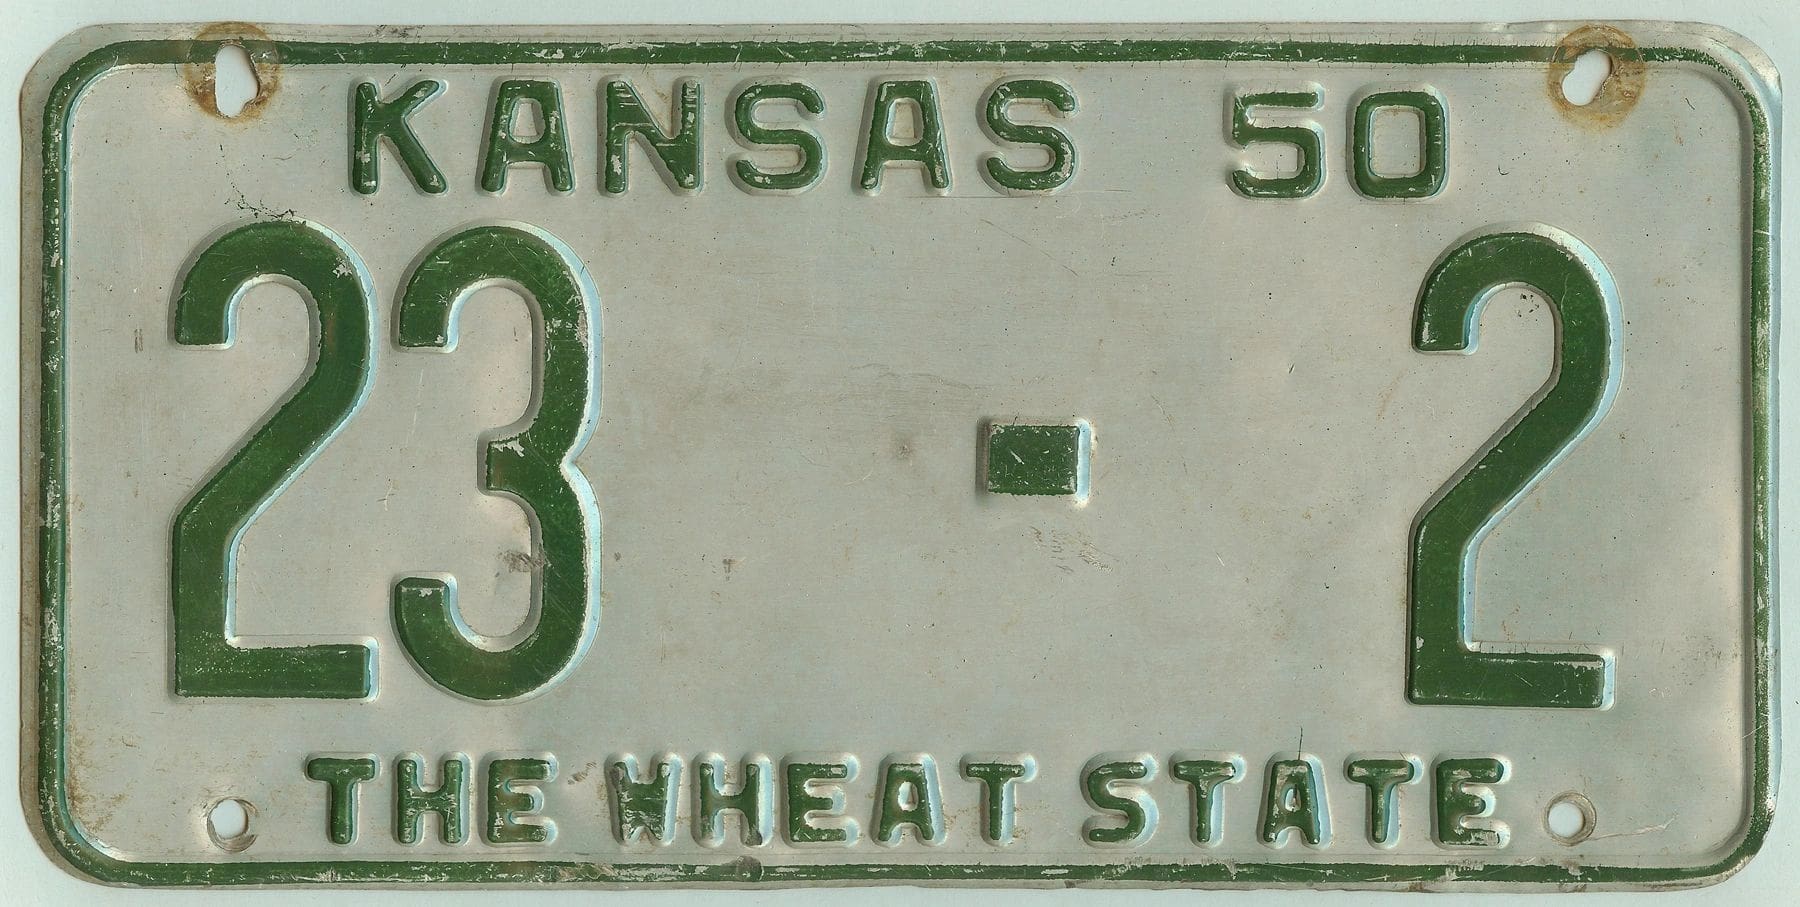 KANSAS 50
23 - 2
THE WHEAT STATE